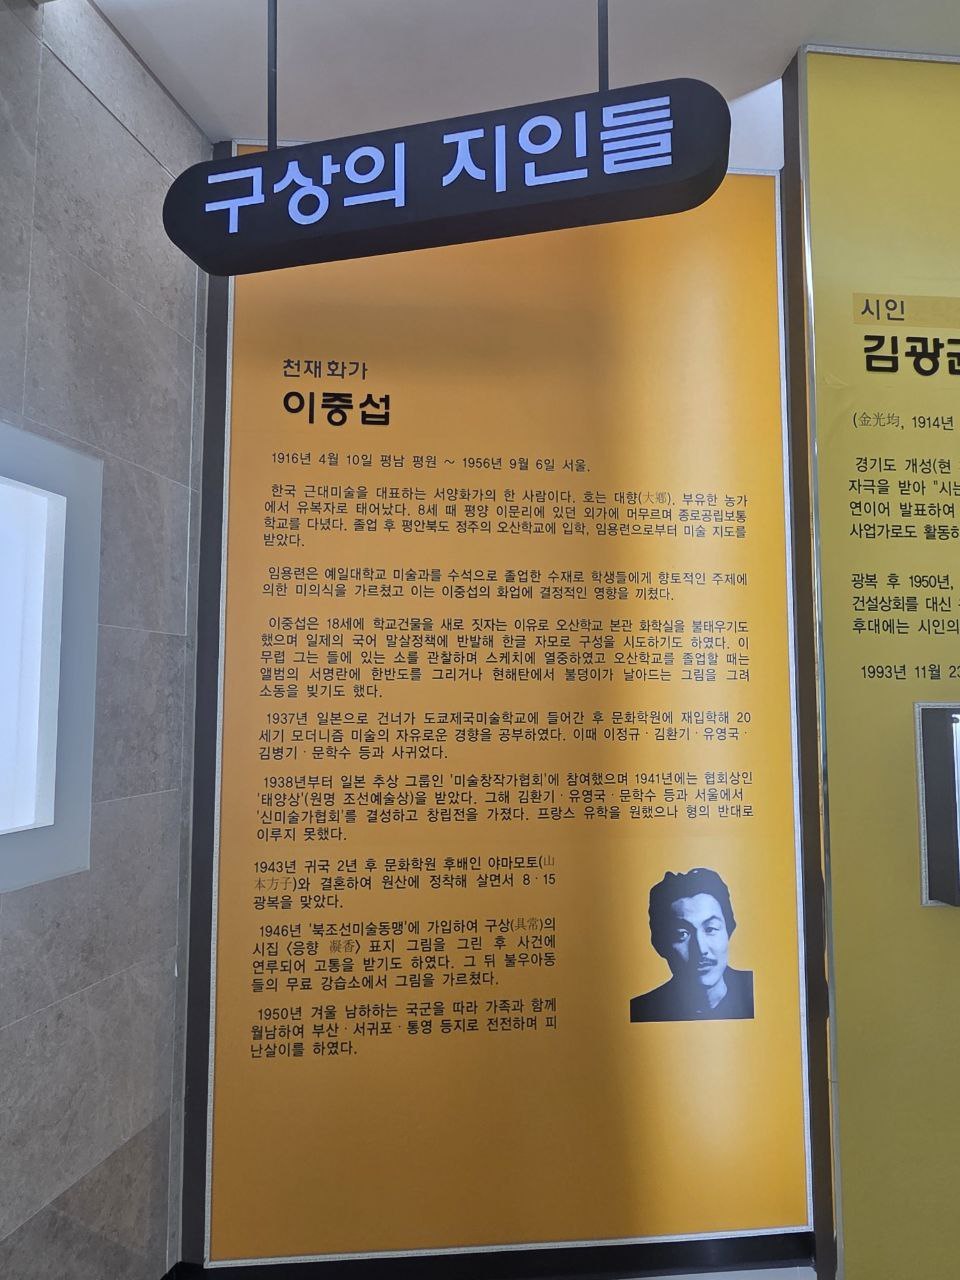 구상의 지인들
천재화가
이중섭
1916년 4월 10일 평남 평원 ~ 1956년 9월 6일 서울.
한국 근대미술을 대표하는 서양화가의 한 사람이다. 호는 대향(大鄕). 부유한 농가
에서 유복자로 태어났다. 8세 때 평양 이문리에 있던 외가에 머무르며 종로공립보통
학교를 다녔다. 졸업 후 평안북도 정주의 오산학교에 입학, 임용련으로부터 미술 지도를
받았다.
임용련은 예일대학교 미술과를 수석으로 졸업한 수재로 학생들에게 향토적인 주제에
의한 미의식을 가르쳤고 이는 이중섭의 화업에 결정적인 영향을 끼쳤다.
이중섭은 18세에 학교건물을 새로 짓자는 이유로 오산학교 본관 화학실을 불태우기도
했으며 일제의 국어 말살정책에 반발해 한글 자모로 구성을 시도하기도 하였다. 이
무렵 그는 들에 있는 소를 관찰하며 스케치에 열중하였고 오산학교를 졸업할 때는
앨범의 서명란에 한반도를 그리거나 현해탄에서 불덩이가 날아드는 그림을 그려
소동을 빚기도 했다.
1937년 일본으로 건너가 도쿄제국미술학교에 들어간 후 문화학원에 재입학해 20
세기 모더니즘 미술의 자유로운 경향을 공부하였다. 이때 이정규·김환기·유영국·
김병기·문학수 등과 사귀었다.
1938년부터 일본 추상 그룹인 '미술창작가협회'에 참여했으며 1941년에는 협회상인
'태양상'(원명 조선예술상)을 받았다. 그해 김환기·유영국·문학수 등과 서울에서
'신미술가협회'를 결성하고 창립전을 가졌다. 프랑스 유학을 원했으나 형의 반대로
이루지 못했다.
1943년 귀국 2년 후 문화학원 후배인 야마모토(山
本方子)와 결혼하여 원산에 정착해 살면서 8·15
광복을 맞았다.
1946년 '북조선미술동맹'에 가입하여 구상(具常)의
시집 〈응향 凝香〉 표지 그림을 그린 후 사건에
연루되어 고통을 받기도 하였다. 그 뒤 불우아동
들의 무료 강습소에서 그림을 가르쳤다.
1950년 겨울 남하하는 국군을 따라 가족과 함께
월남하여 부산·서귀포·통영 등지로 전전하며 피
난살이를 하였다.
시인
김광균
(金光均, 1914년
경기도 개성(현
자극을 받아 "시는
연이어 발표하여
사업가로도 활동하
광복 후 1950년,
건설상회를 대신
후대에는 시인의
1993년 11월 23